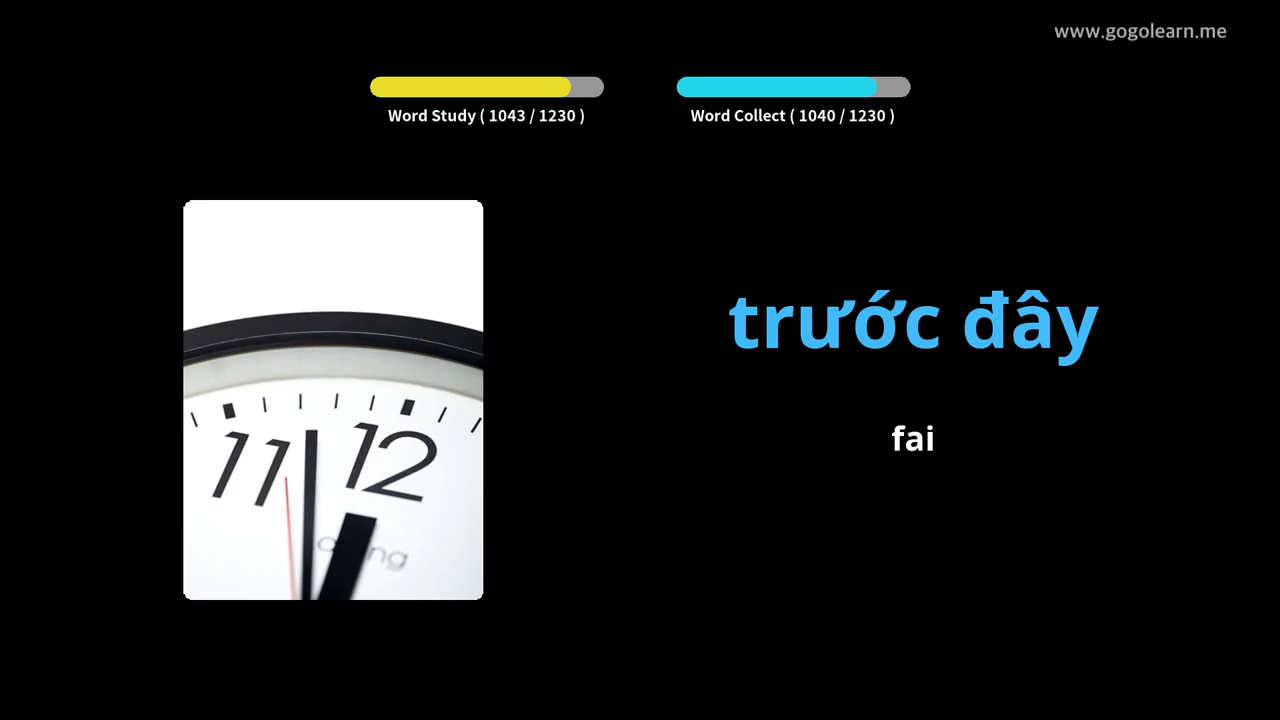 www.gogolearn.me
Word Study ( 1043 / 1230 )
Word Collect ( 1040 / 1230 )
trước đây
fai
11 12